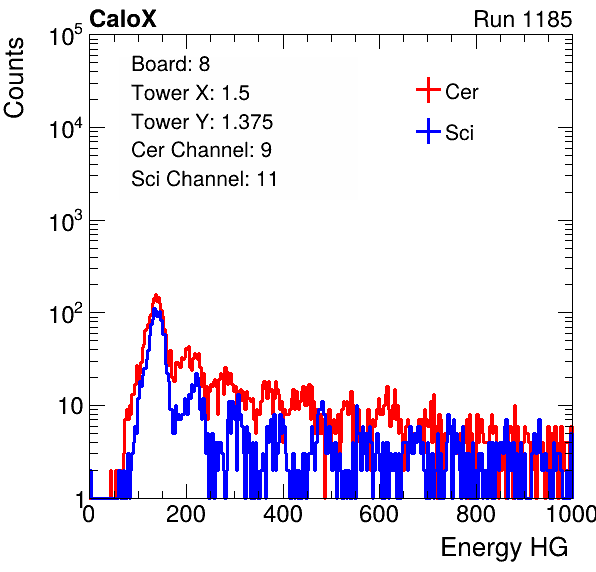 CaloX Run 1185
Counts
10^5
10^4
10^3
10^2
10
1
Board: 8
Tower X: 1.5
Tower Y: 1.375
Cer Channel: 9
Sci Channel: 11
Cer
Sci
0 200 400 600 800 1000
Energy HG